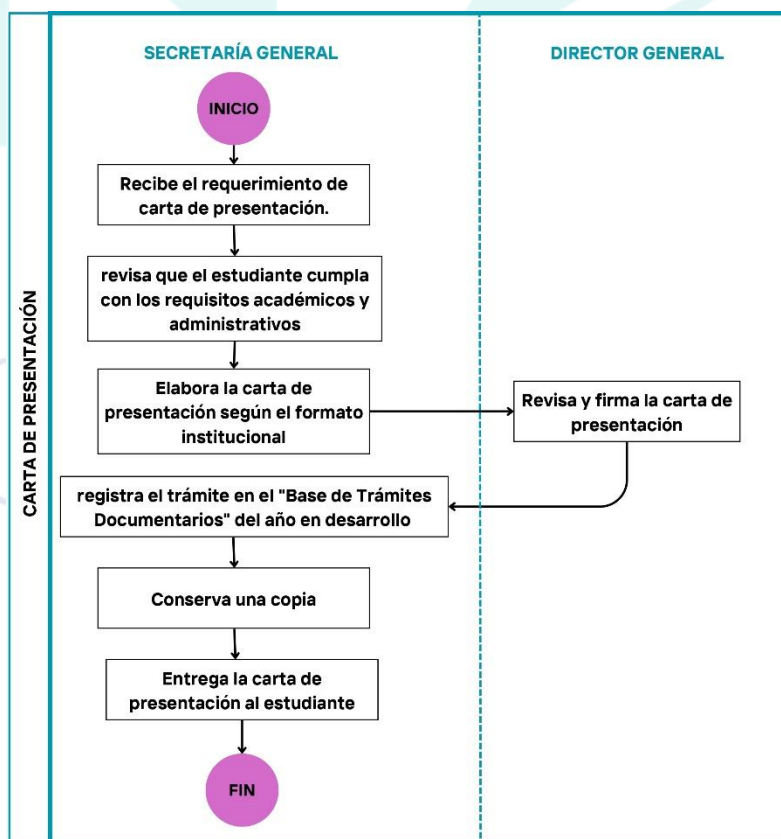 CARTA DE PRESENTACIÓN
SECRETARÍA GENERAL
DIRECTOR GENERAL
INICIO
Recibe el requerimiento de
carta de presentación.
revisa que el estudiante cumpla
con los requisitos académicos y
administrativos
Elabora la carta de
presentación según el formato
institucional
Revisa y firma la carta de
presentación
registra el trámite en el "Base de Trámites
Documentarios" del año en desarrollo
Conserva una copia
Entrega la carta de
presentación al estudiante
FIN